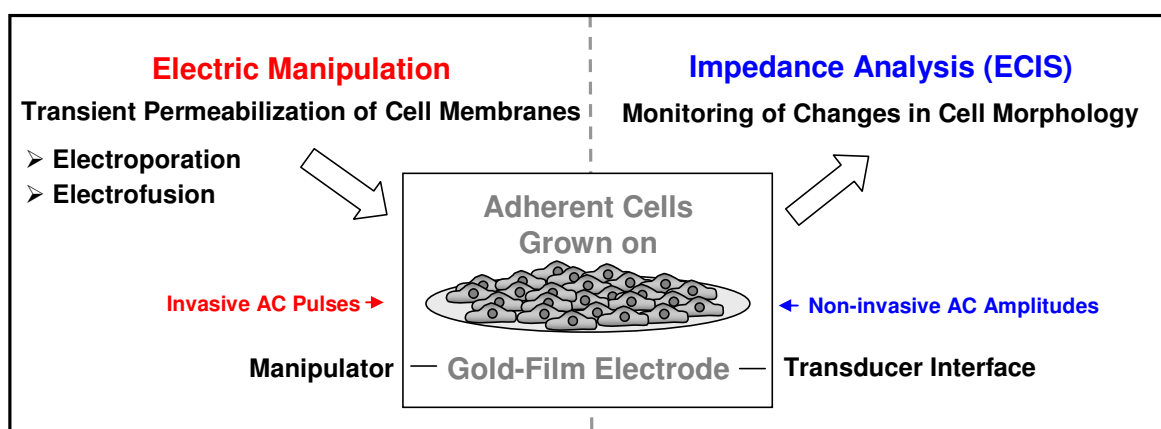 Electric Manipulation
Transient Permeabilization of Cell Membranes
➢ Electroporation
➢ Electrofusion
Impedance Analysis (ECIS)
Monitoring of Changes in Cell Morphology
Adherent Cells
Grown on
Invasive AC Pulses
Non-invasive AC Amplitudes
Manipulator
Gold-Film Electrode
Transducer Interface